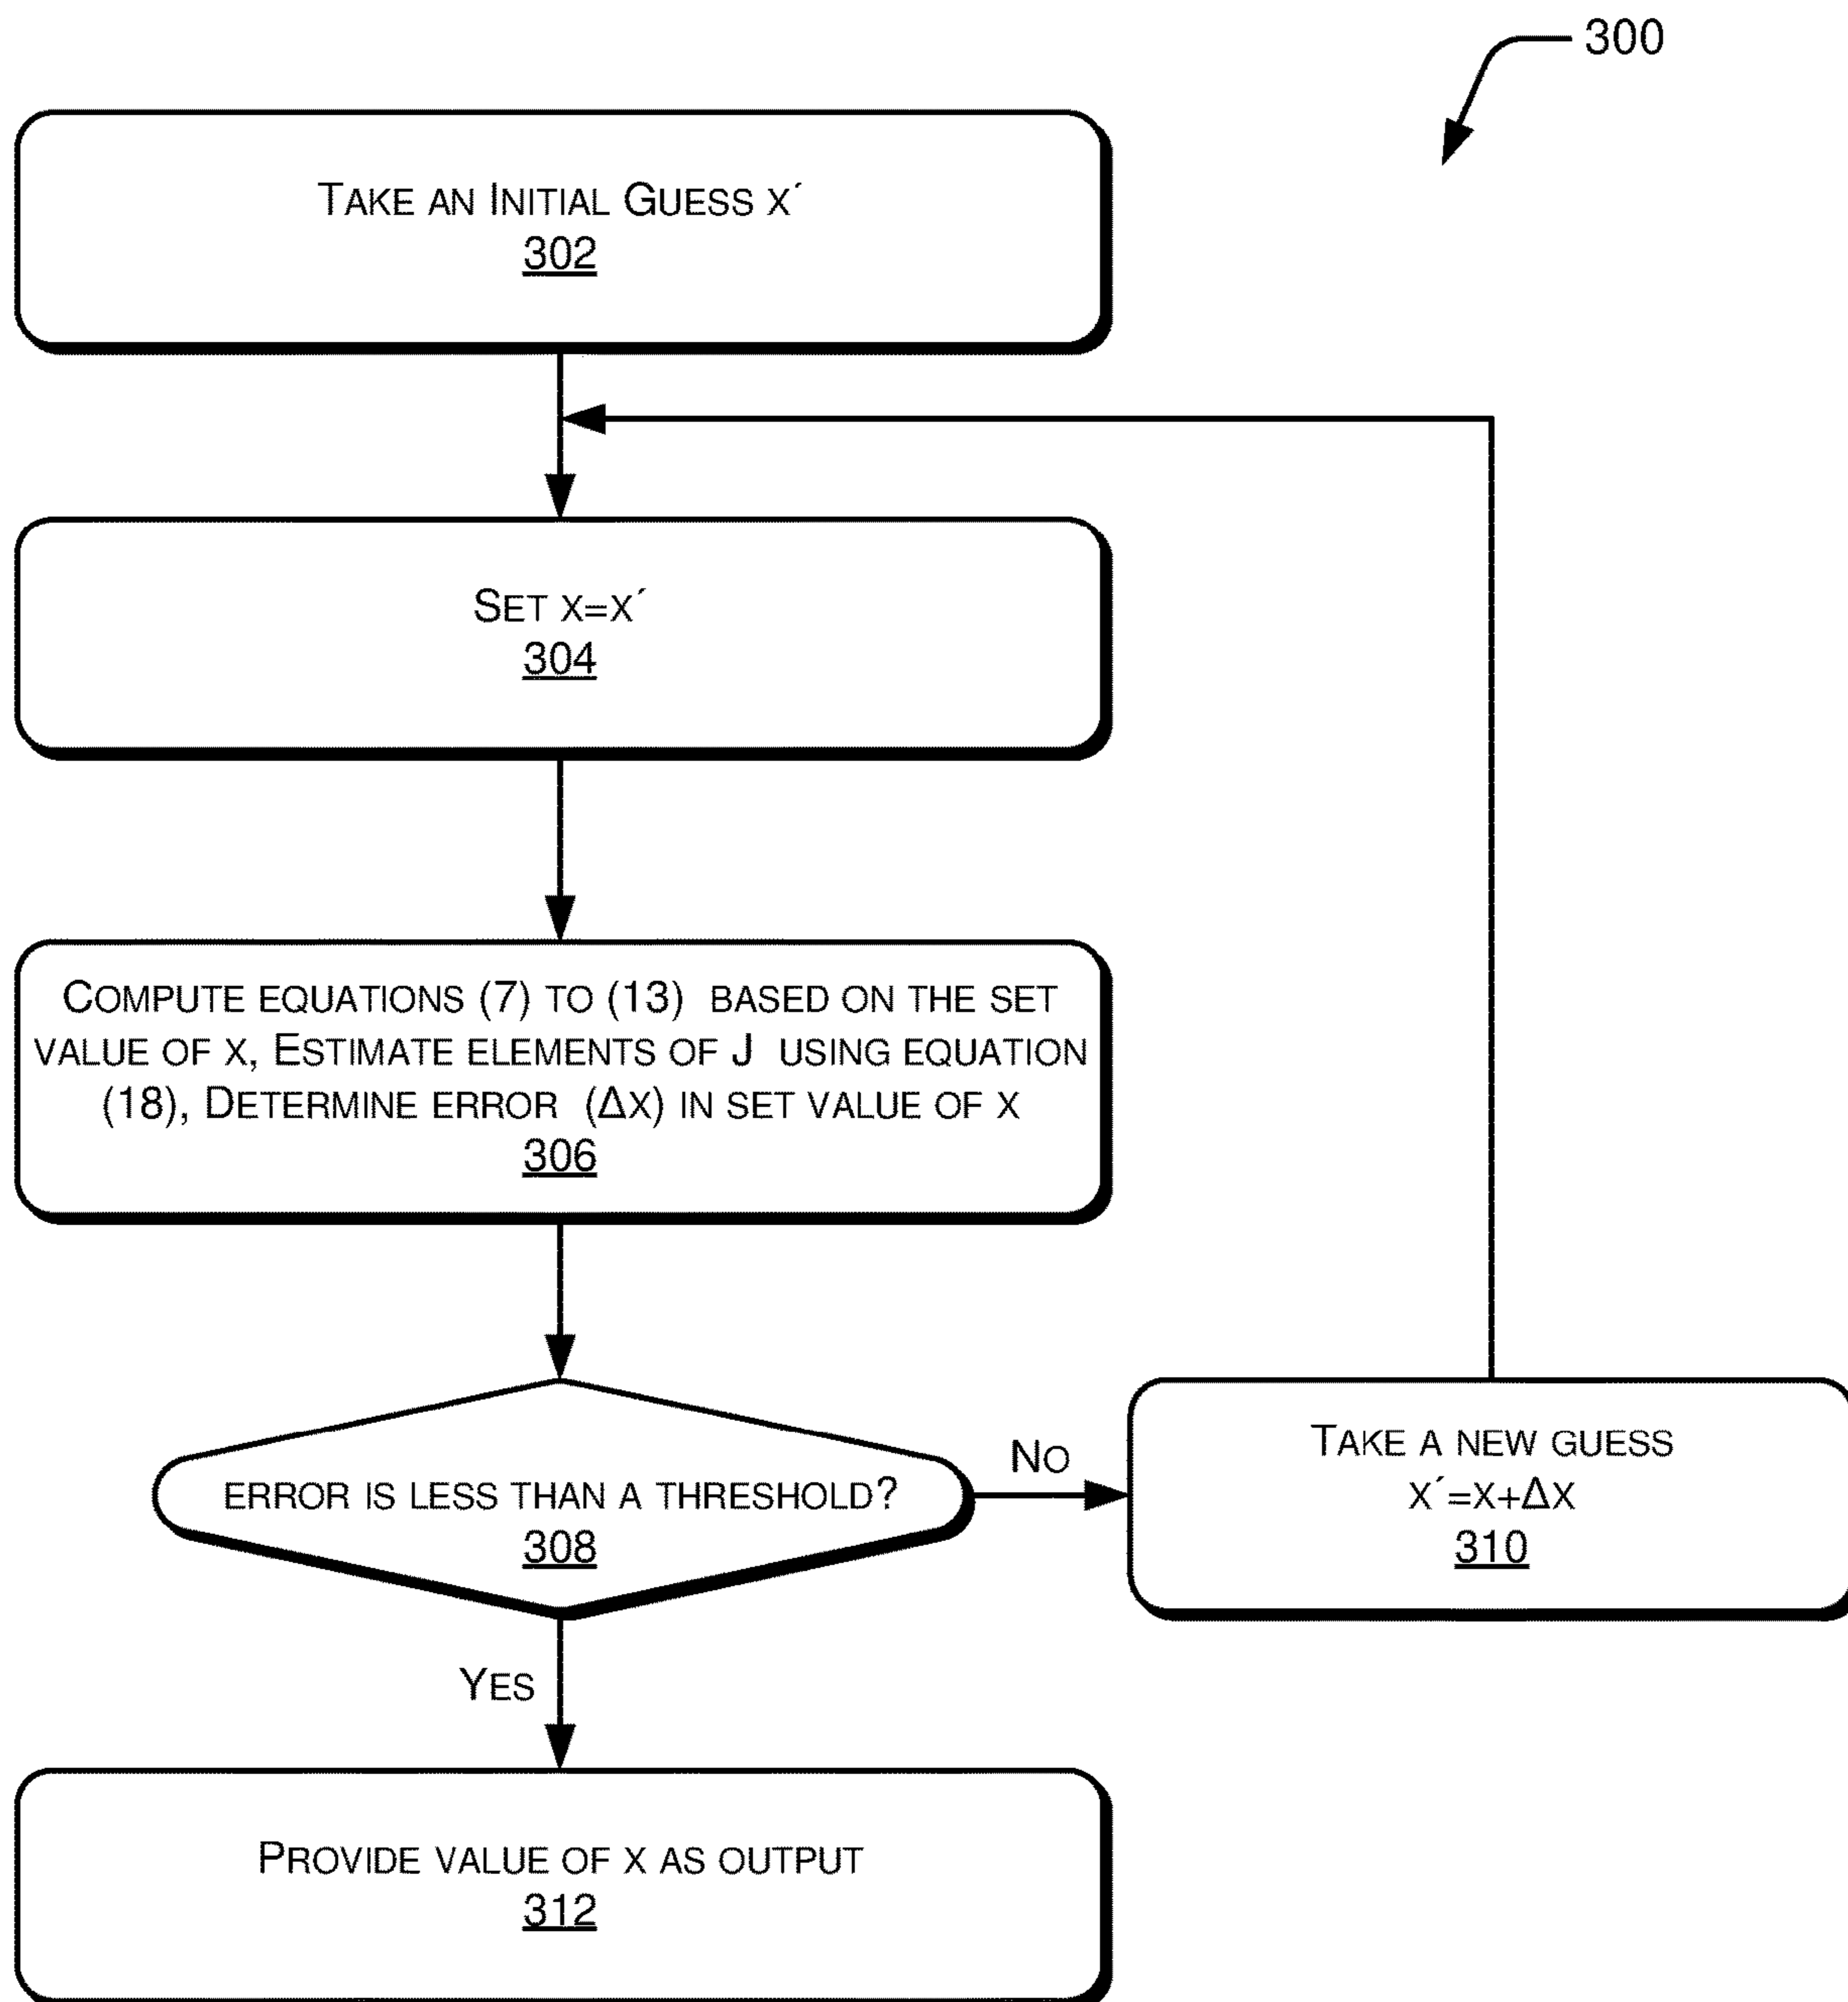 300
TAKE AN INITIAL GUESS X´
302
SET X=X´
304
COMPUTE EQUATIONS (7) TO (13) BASED ON THE SET
VALUE OF X, ESTIMATE ELEMENTS OF J USING EQUATION
(18), DETERMINE ERROR (ΔX) IN SET VALUE OF X
306
ERROR IS LESS THAN A THRESHOLD?
308
NO
TAKE A NEW GUESS
X´=X+ΔX
310
YES
PROVIDE VALUE OF X AS OUTPUT
312